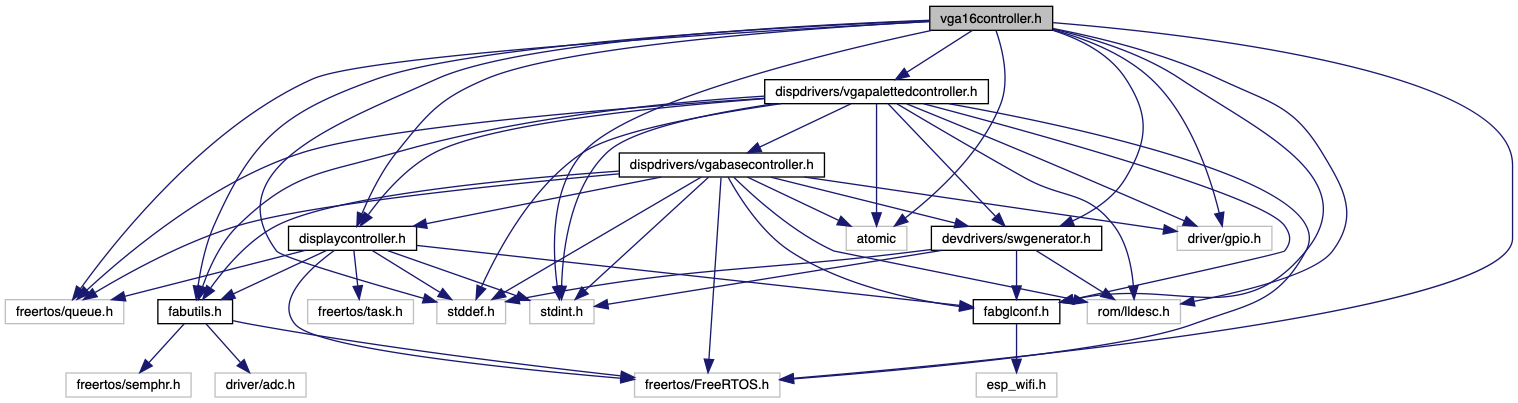 vga16controller.h
dispdrivers/vgapalettedcontroller.h
dispdrivers/vgabasecontroller.h
displaycontroller.h
atomic
devdrivers/swgenerator.h
driver/gpio.h
freertos/queue.h
fabutils.h
freertos/task.h
stddef.h
stdint.h
fabglconf.h
rom/lldesc.h
freertos/semphr.h
driver/adc.h
freertos/FreeRTOS.h
esp_wifi.h